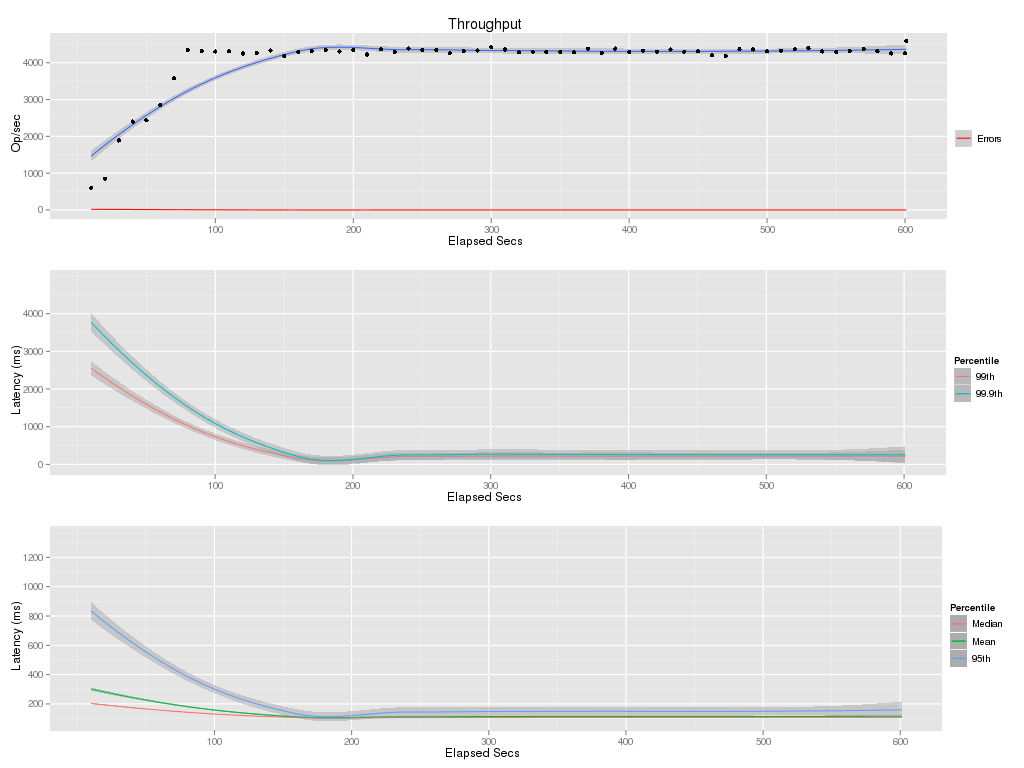 Throughput
Op/sec
4000
3000
2000
1000
0
100 200 300 400 500 600
Elapsed Secs
Errors
Latency (ms)
4000
3000
2000
1000
0
100 200 300 400 500 600
Elapsed Secs
Percentile
99th
99.9th
Latency (ms)
1200
1000
800
600
400
200
100 200 300 400 500 600
Elapsed Secs
Percentile
Median
Mean
95th